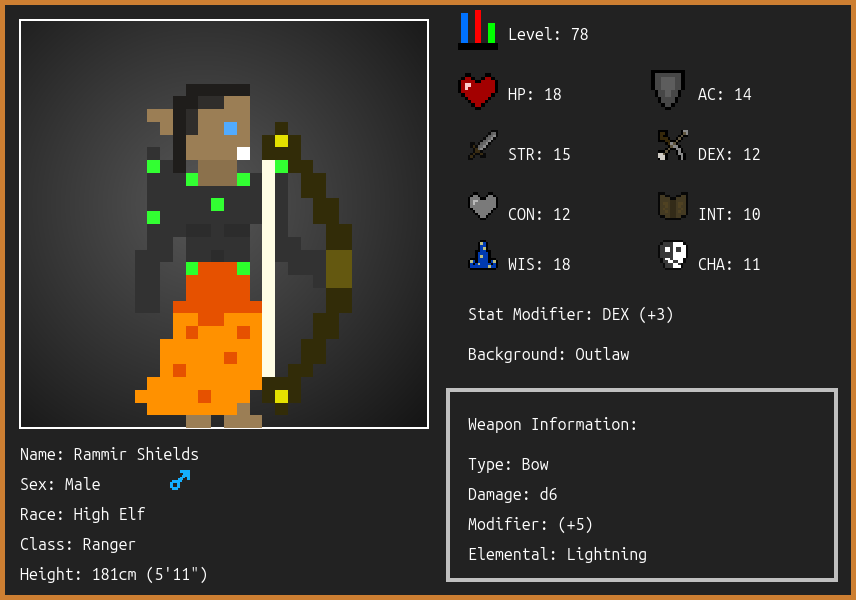 Level: 78
HP: 18
AC: 14
STR: 15
DEX: 12
CON: 12
INT: 10
WIS: 18
CHA: 11
Stat Modifier: DEX (+3)
Background: Outlaw
Weapon Information:
Type: Bow
Damage: d6
Modifier: (+5)
Elemental: Lightning
Name: Rammir Shields
Sex: Male
Race: High Elf
Class: Ranger
Height: 181cm (5'11")